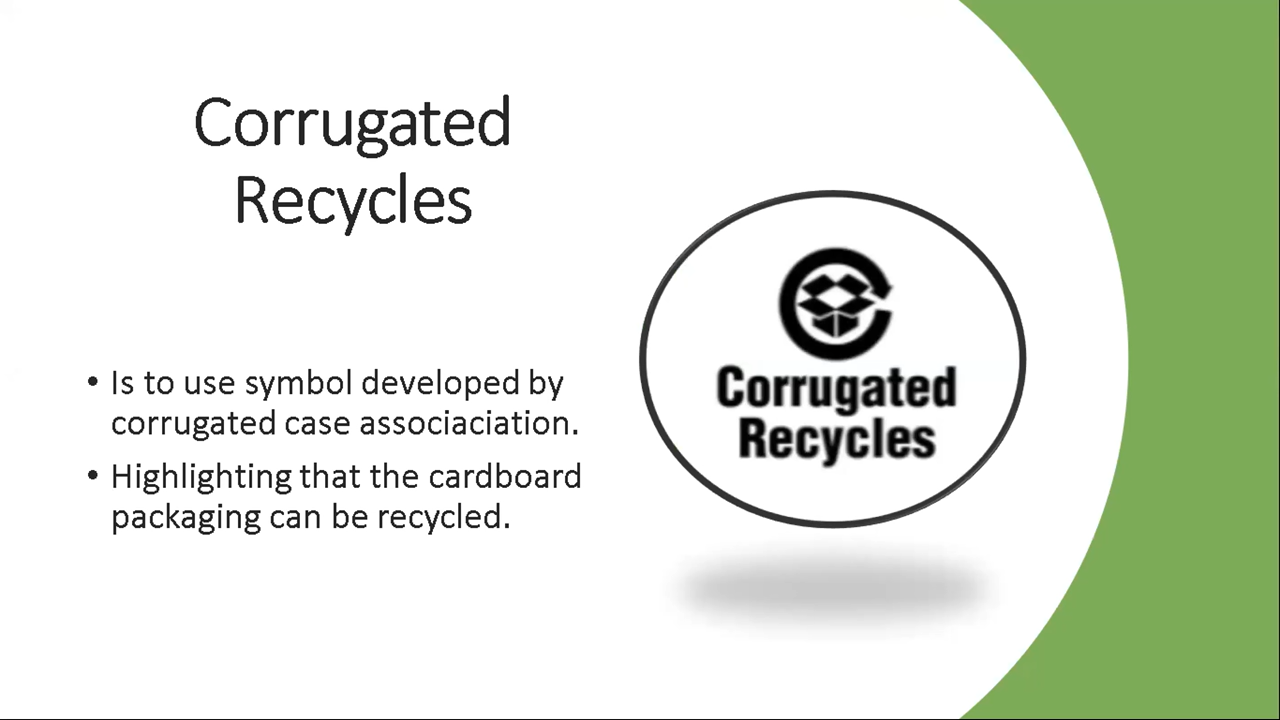 Corrugated
Recycles
• Is to use symbol developed by
corrugated case associaciation.
• Highlighting that the cardboard
packaging can be recycled.
Corrugated
Recycles